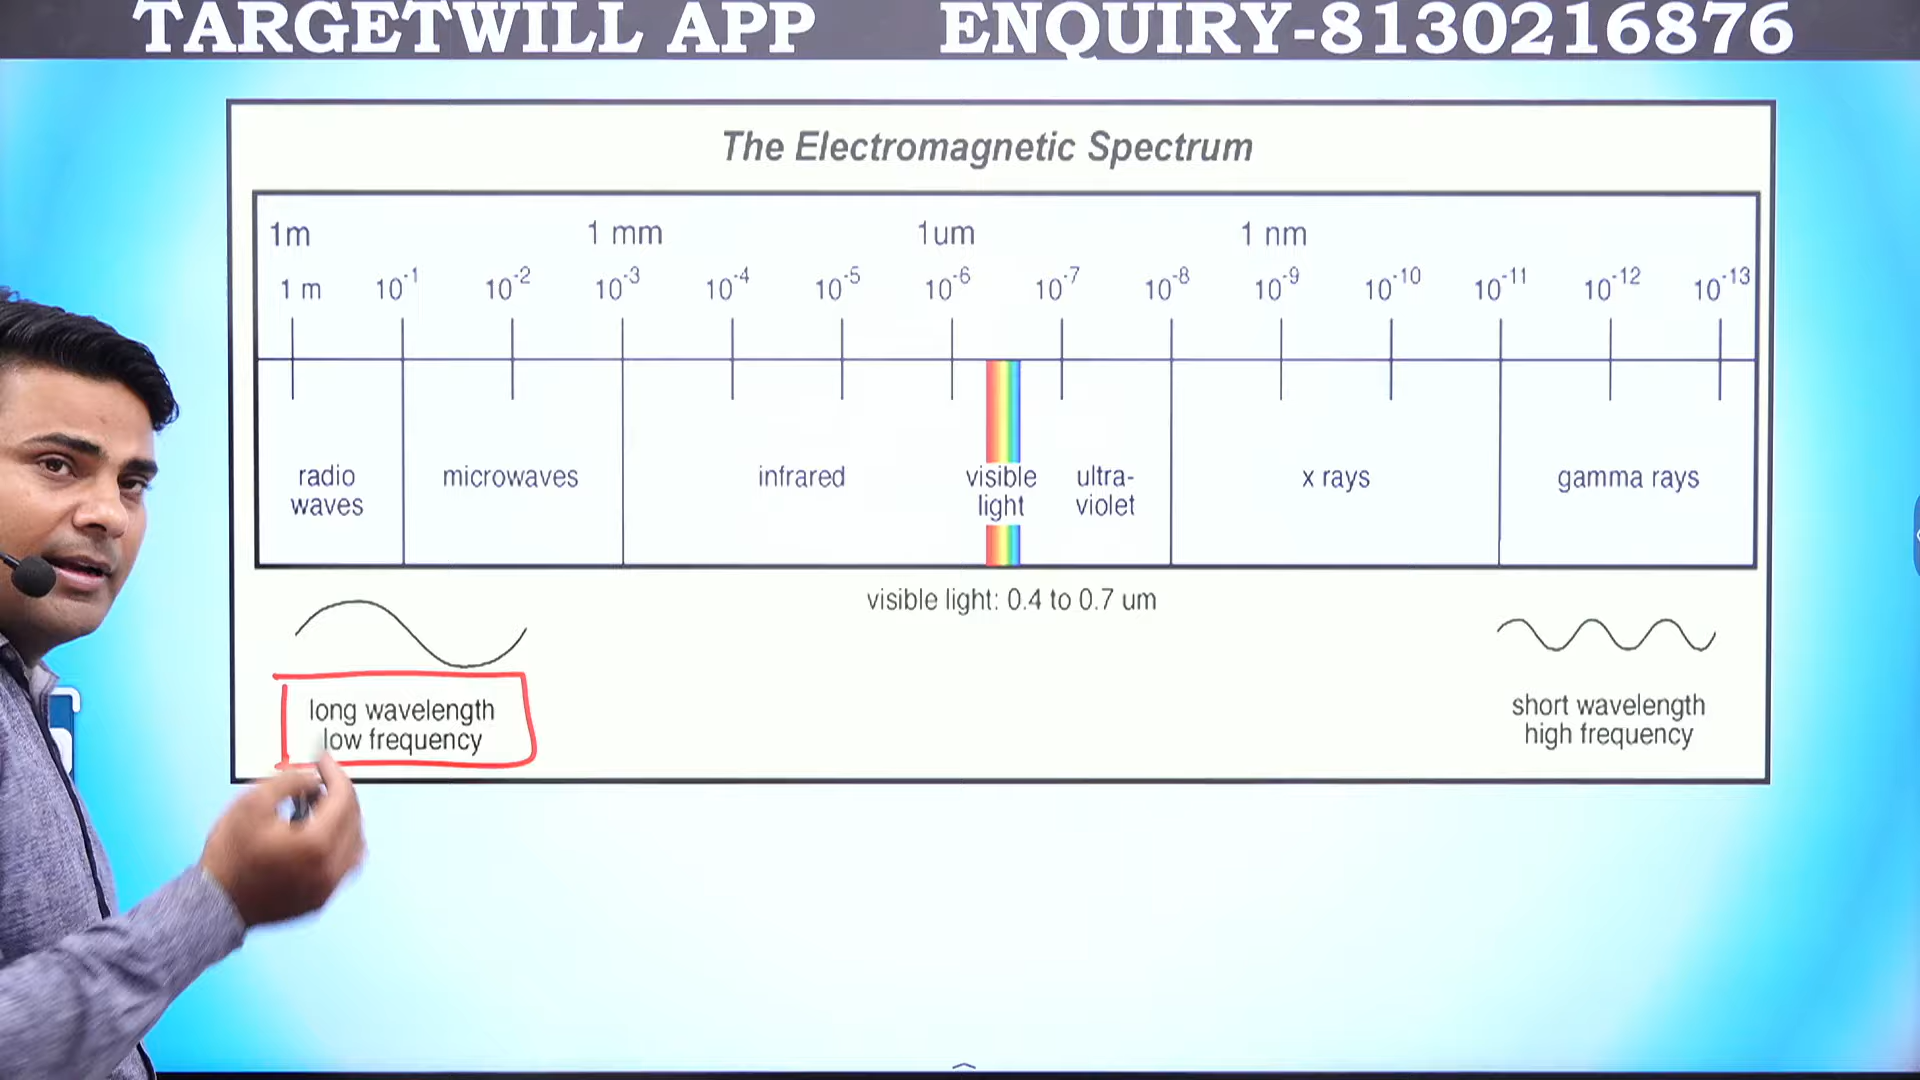 TARGETWILL APP ENQUIRY-8130216876
The Electromagnetic Spectrum
1m 1 mm 1um 1 nm
1 m 10⁻¹ 10⁻² 10⁻³ 10⁻⁴ 10⁻⁵ 10⁻⁶ 10⁻⁷ 10⁻⁸ 10⁻⁹ 10⁻¹⁰ 10⁻¹¹ 10⁻¹² 10⁻¹³
radio
waves
microwaves
infrared
visible
light
ultra-
violet
x rays
gamma rays
visible light: 0.4 to 0.7 um
long wavelength
low frequency
short wavelength
high frequency